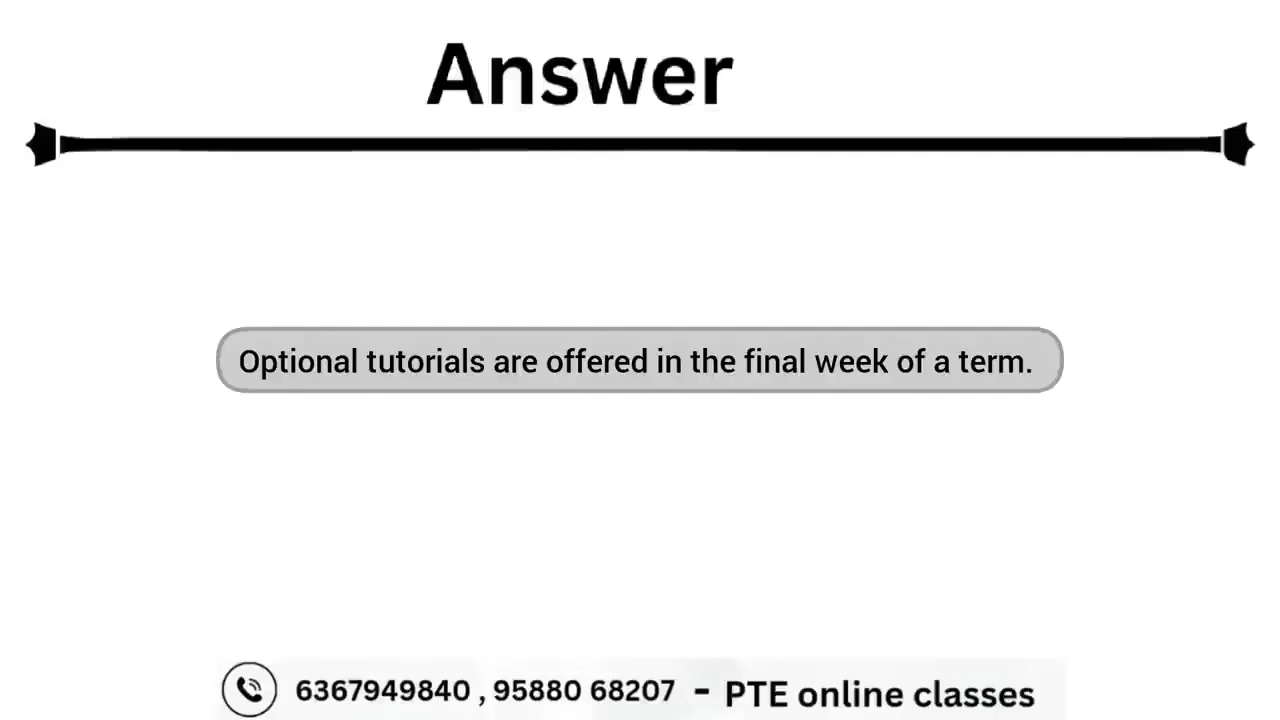 Answer
Optional tutorials are offered in the final week of a term.
6367949840 , 95880 68207 - PTE online classes